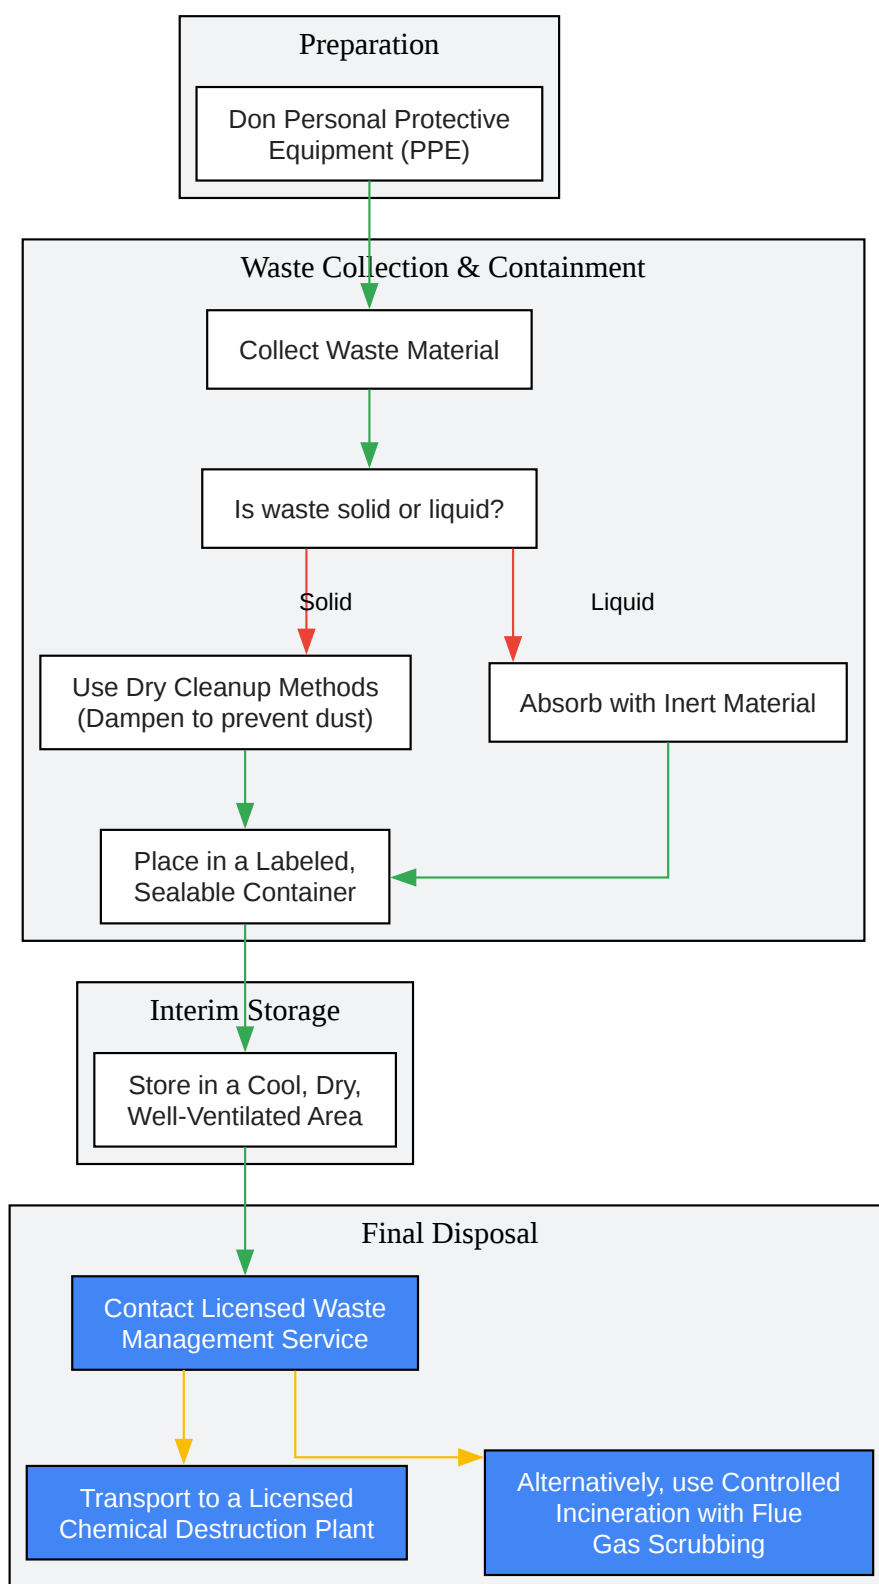 Preparation
Don Personal Protective
Equipment (PPE)
Waste Collection & Containment
Collect Waste Material
Is waste solid or liquid?
Solid
Liquid
Use Dry Cleanup Methods
(Dampen to prevent dust)
Absorb with Inert Material
Place in a Labeled,
Sealable Container
Interim Storage
Store in a Cool, Dry,
Well-Ventilated Area
Final Disposal
Contact Licensed Waste
Management Service
Transport to a Licensed
Chemical Destruction Plant
Alternatively, use Controlled
Incineration with Flue
Gas Scrubbing